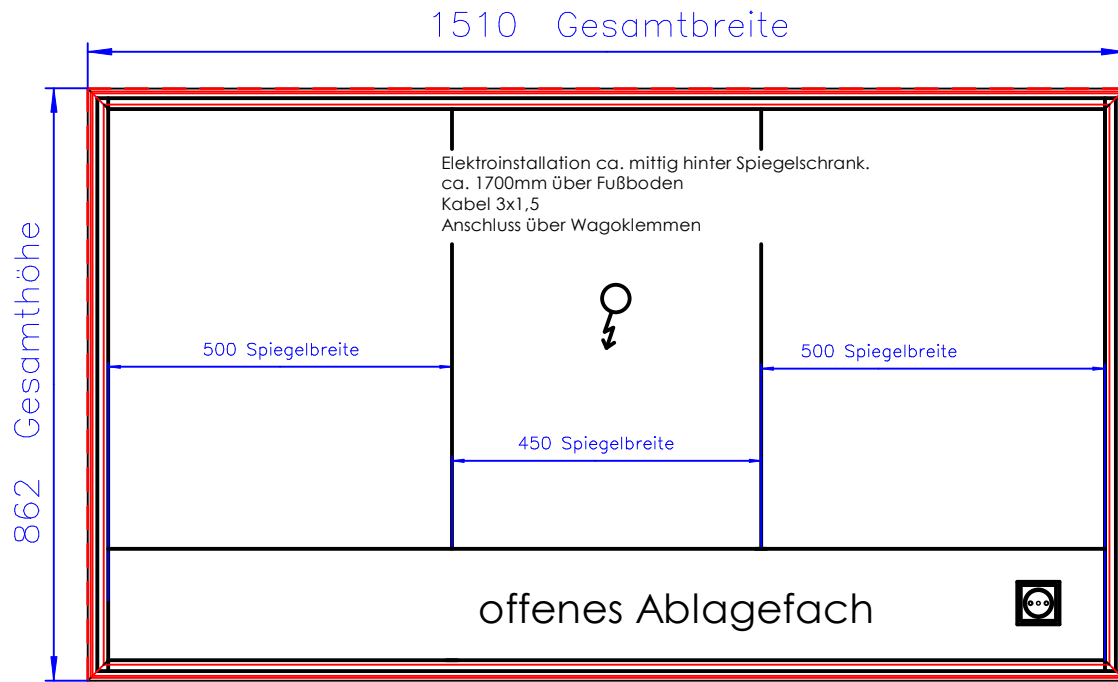 1510 Gesamtbreite
Elektroinstallation ca. mittig hinter Spiegelschrank.
ca. 1700mm über Fußboden
Kabel 3x1,5
Anschluss über Wagoklemmen
862 Gesamthöhe
500 Spiegelbreite
500 Spiegelbreite
450 Spiegelbreite
offenes Ablagefach